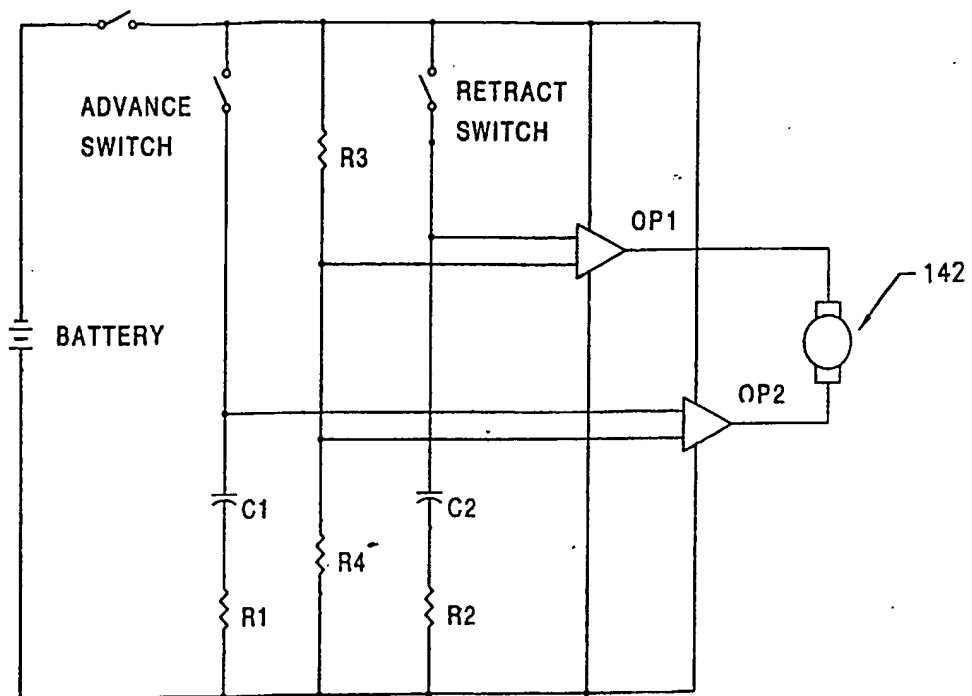 ADVANCE
SWITCH
RETRACT
SWITCH
R3
OP1
142
BATTERY
OP2
C1
C2
R4
R1
R2